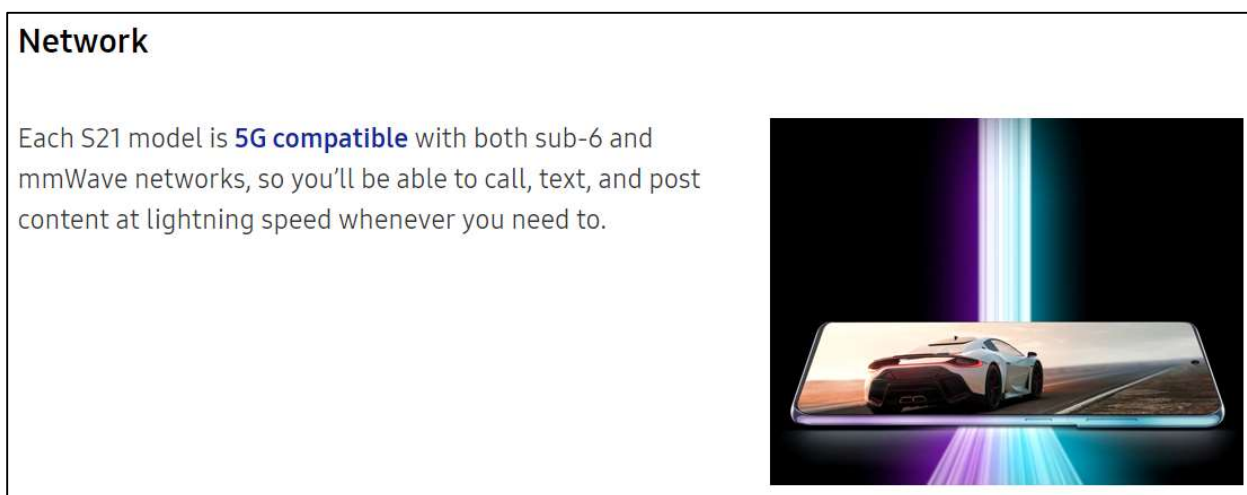 Network
Each S21 model is 5G compatible with both sub-6 and
mmWave networks, so you'll be able to call, text, and post
content at lightning speed whenever you need to.